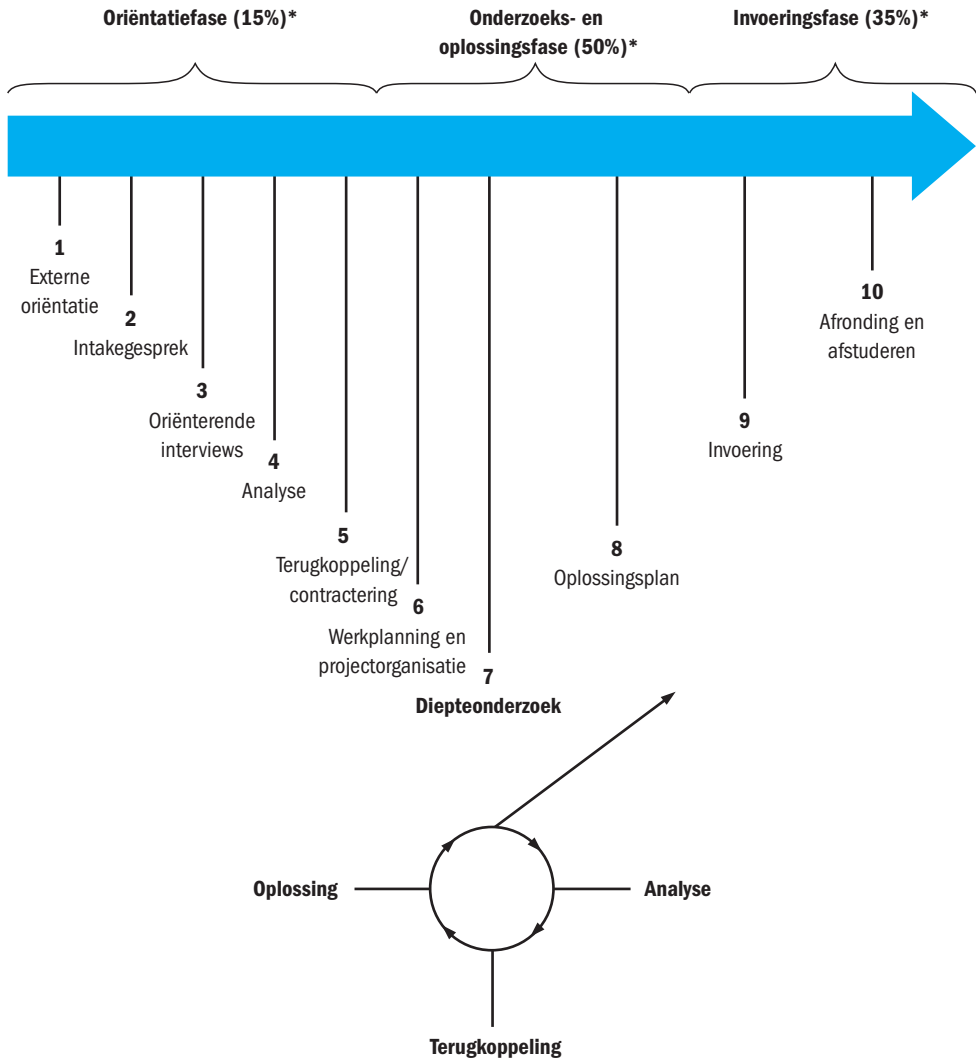 Oriëntatiefase (15%)*
Onderzoeks- en
oplossingsfase (50%)*
Invoeringsfase (35%)*
1
Externe
oriëntatie
2
Intakegesprek
3
Oriënterende
interviews
4
Analyse
5
Terugkoppeling/
contractering
6
Werkplanning en
projectorganisatie
7
Diepteonderzoek
8
Oplossingsplan
9
Invoering
10
Afronding en
afstuderen
Oplossing
Analyse
Terugkoppeling